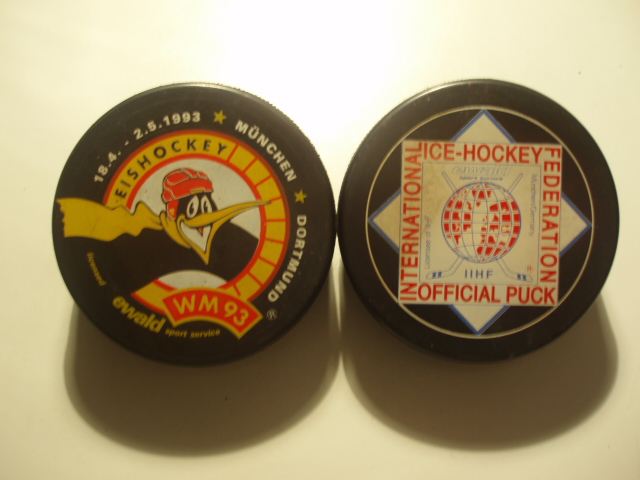 18.4. - 2.5.1993 ★ MÜNCHEN ★ DORTMUND
EISHOCKEY
WM 93
®
licensed
ewald
sport service
INTERNATIONAL
ICE-HOCKEY
FEDERATION
IIHF
OFFICIAL PUCK